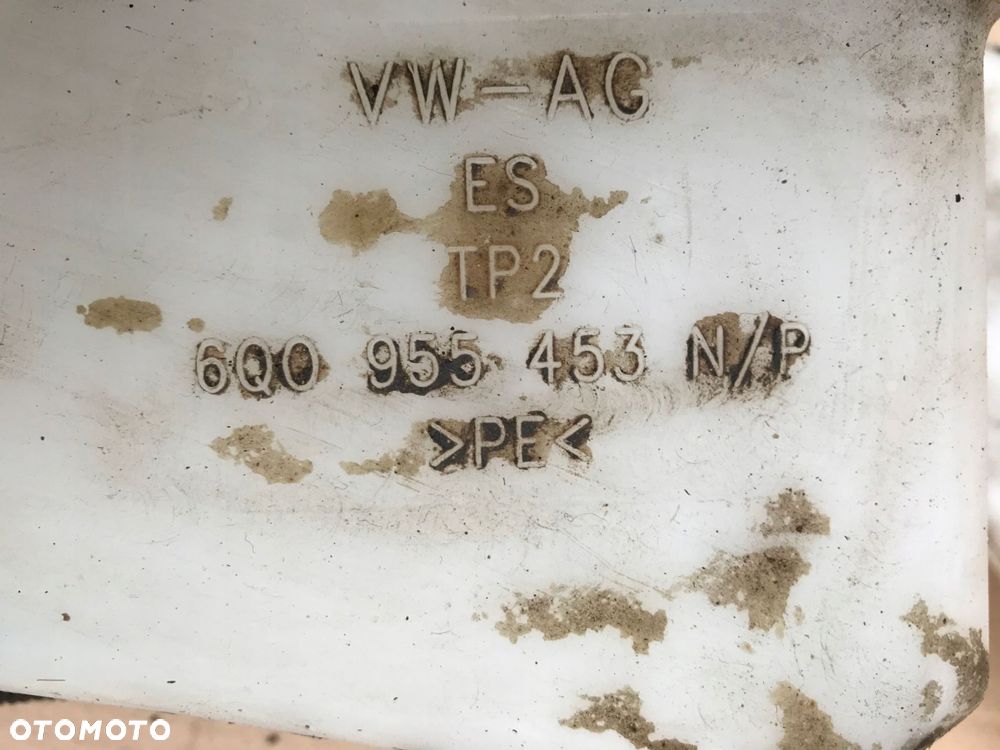 VW-AG
ES
TP2
6Q0 955 453 N/P
>PE<
OTOMOTO